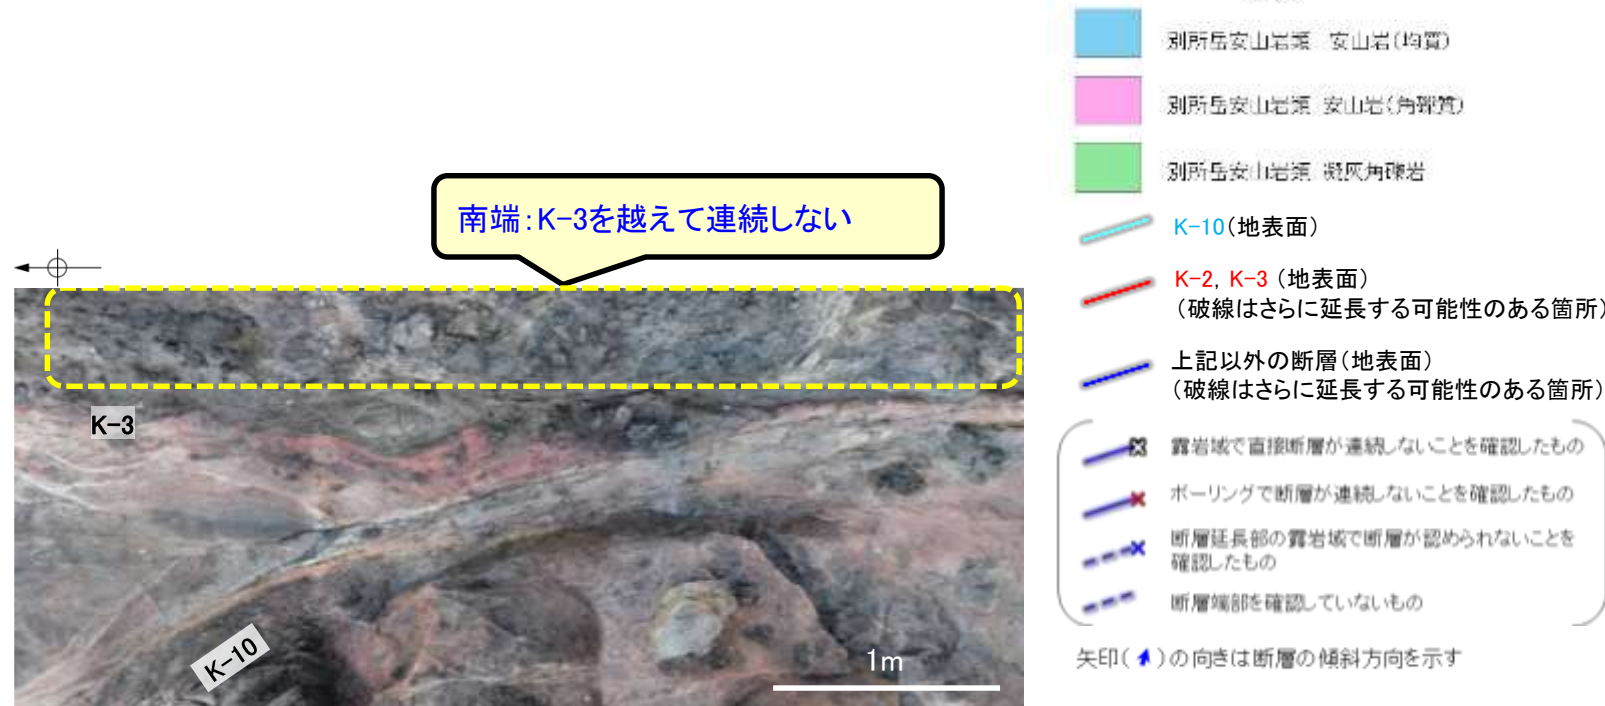 南端:K-3を越えて連続しない
K-3
K-10
1m
別所岳安山岩類 安山岩(均質)
別所岳安山岩類 安山岩(角礫質)
別所岳安山岩類 凝灰角礫岩
K-10(地表面)
K-2, K-3 (地表面)
(破線はさらに延長する可能性のある箇所)
上記以外の断層(地表面)
(破線はさらに延長する可能性のある箇所)
露岩域で直接断層が連続しないことを確認したもの
ボーリングで断層が連続しないことを確認したもの
断層延長部の露岩域で断層が認められないことを
確認したもの
断層端部を確認していないもの
矢印( )の向きは断層の傾斜方向を示す